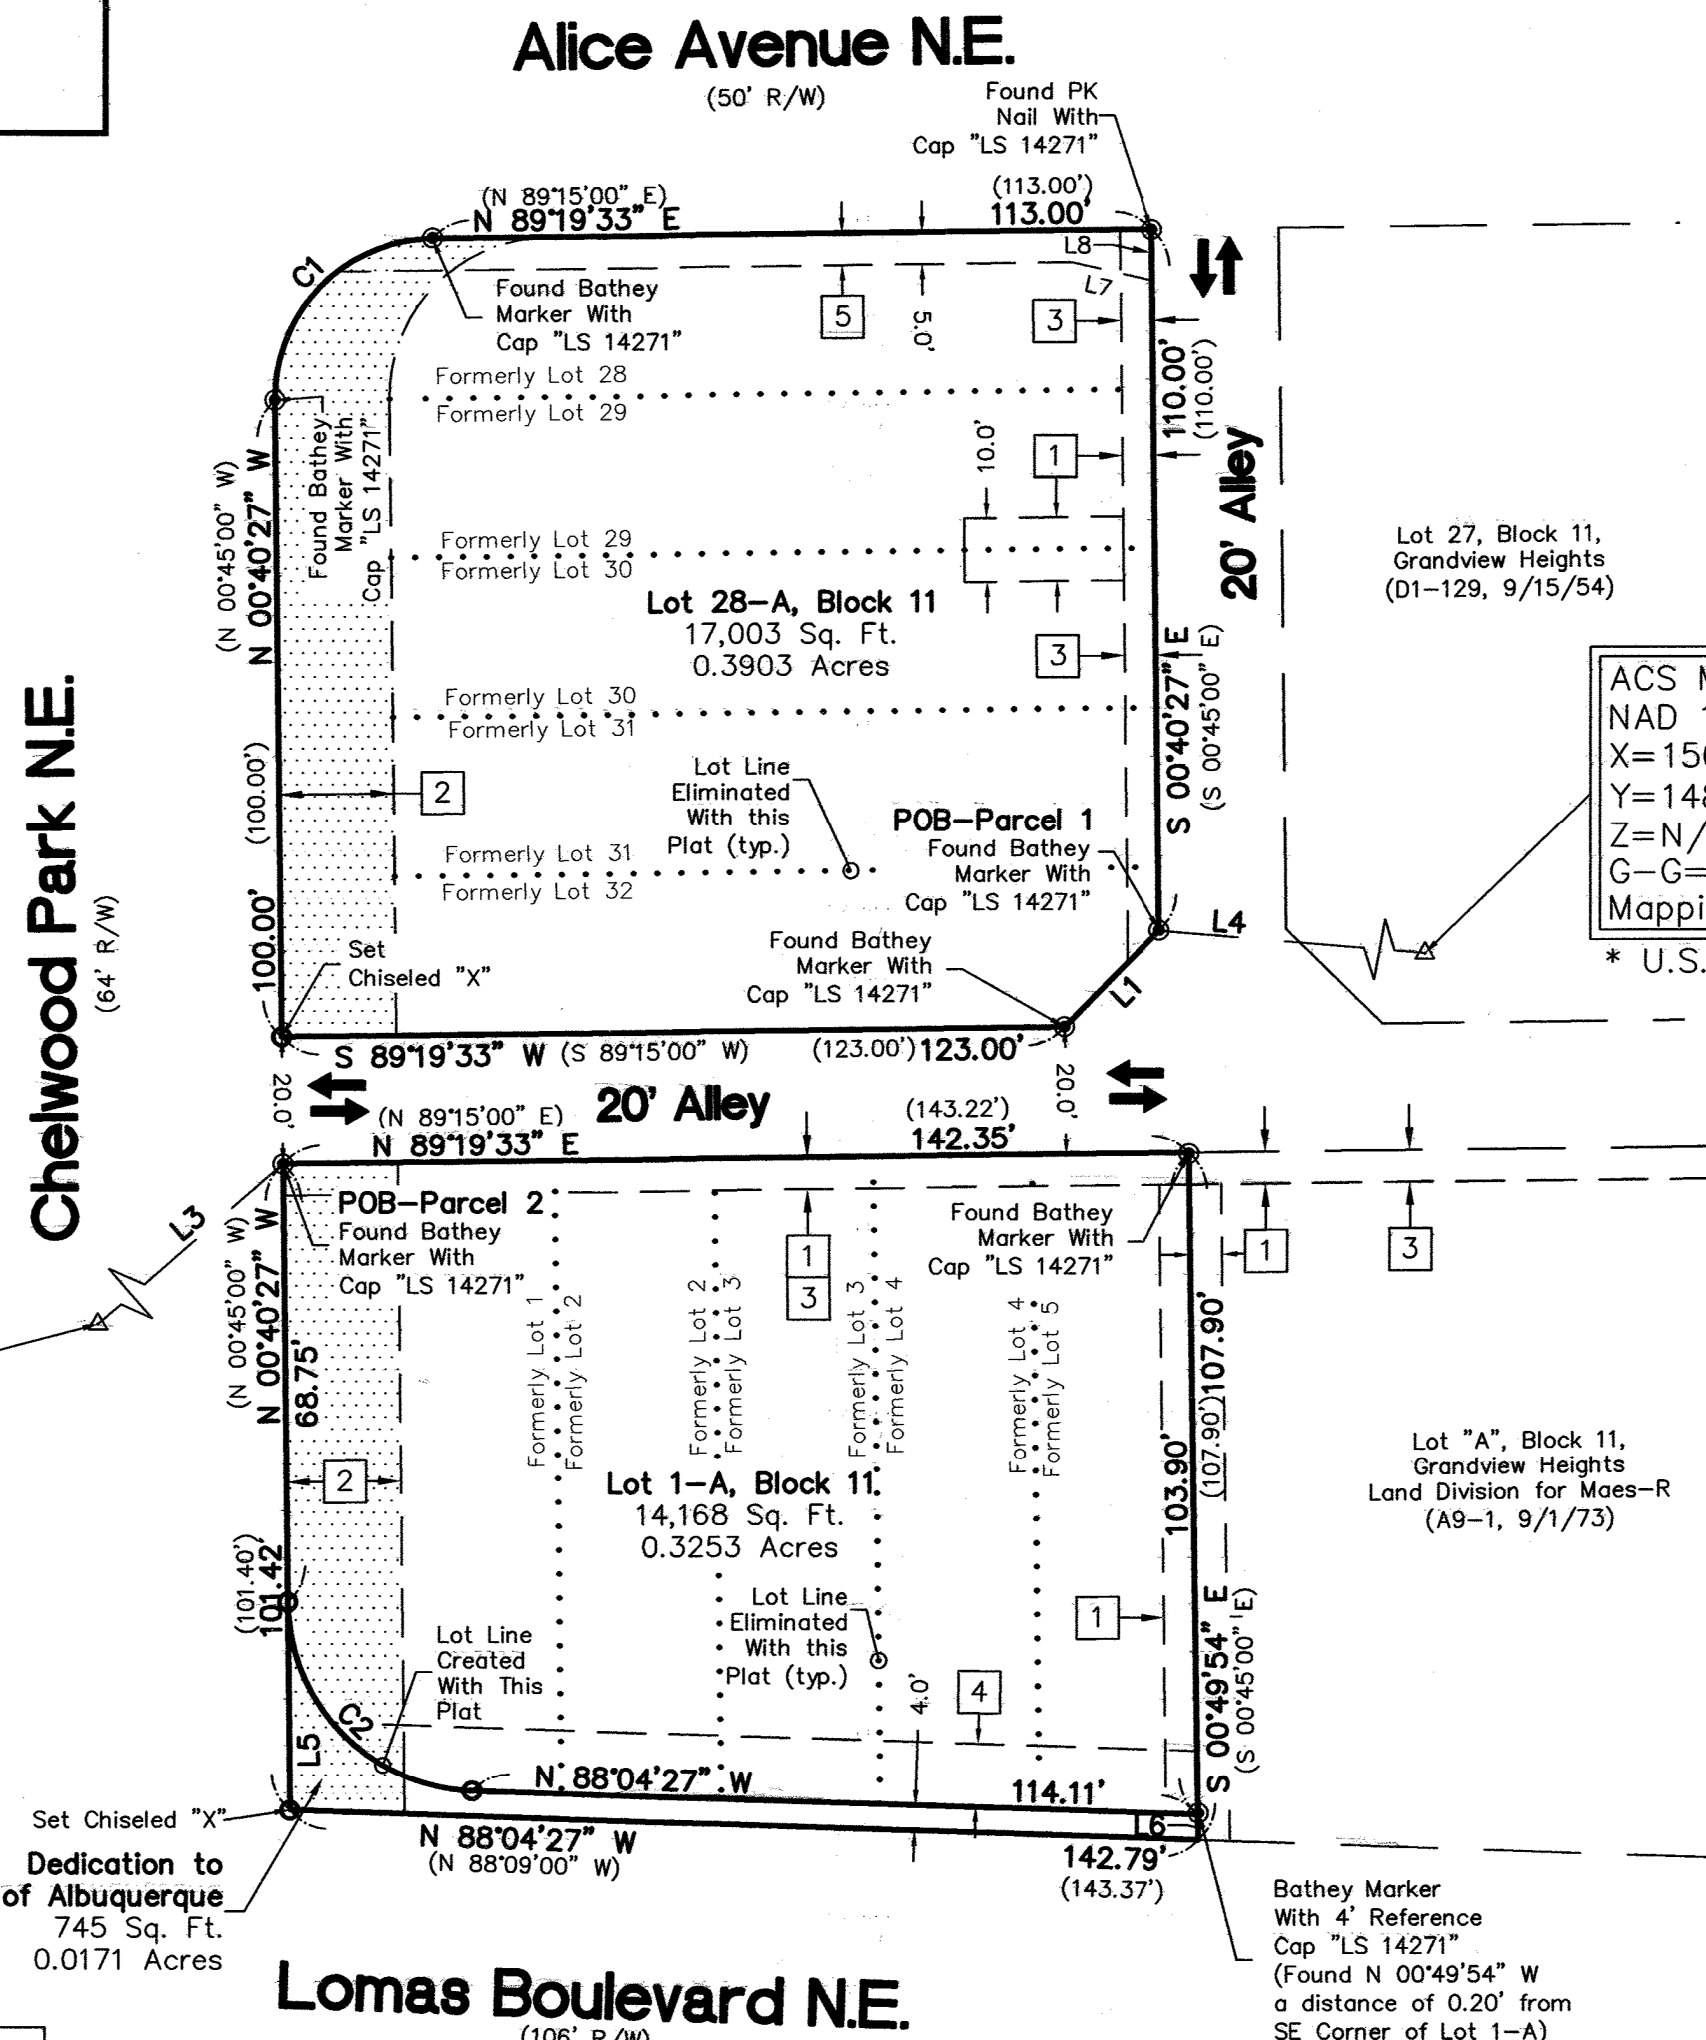 Alice Avenue N.E.
(50' R/W)
Found PK
Nail With
Cap "LS 14271"
(N 89°15'00" E)
N 89°19'33" E
(113.00')
113.00'
L8
L7
C1
Found Bathey
Marker With
Cap "LS 14271"
5
5.0'
3
Formerly Lot 28
Formerly Lot 29
110.00'
(110.00')
20' Alley
Found Bathey
Marker With
Cap "LS 14271"
(N 00°45'00" W)
N 00°40'27" W
10.0'
1
Formerly Lot 29
Formerly Lot 30
Lot 27, Block 11,
Grandview Heights
(D1-129, 9/15/54)
Lot 28-A, Block 11
17,003 Sq. Ft.
0.3903 Acres
3
S 00°40'27" E
(S 00°45'00" E)
Formerly Lot 30
Formerly Lot 31
ACS
NAD
X=15
Y=148
Z=N/
G-G=
Mappi
* U.S.
Chelwood Park N.E.
(64' R/W)
(100.00')
100.00'
2
Lot Line
Eliminated
With this
Plat (typ.)
POB-Parcel 1
Found Bathey
Marker With
Cap "LS 14271"
Formerly Lot 31
Formerly Lot 32
L4
Set
Chiseled "X"
Found Bathey
Marker With
Cap "LS 14271"
L1
S 89°19'33" W (S 89°15'00" W)
(123.00') 123.00'
20.0'
20' Alley
20.0'
(N 89°15'00" E)
N 89°19'33" E
(143.22')
142.35'
L3
POB-Parcel 2
Found Bathey
Marker With
Cap "LS 14271"
Found Bathey
Marker With
Cap "LS 14271"
1
3
1
3
(N 00°45'00" W)
N 00°40'27" W
68.75'
Formerly Lot 1
Formerly Lot 2
Formerly Lot 2
Formerly Lot 3
Formerly Lot 3
Formerly Lot 4
Formerly Lot 4
Formerly Lot 5
107.90'
(107.90')
103.90'
2
Lot 1-A, Block 11
14,168 Sq. Ft.
0.3253 Acres
Lot "A", Block 11,
Grandview Heights
Land Division for Maes-R
(A9-1, 9/1/73)
(101.40')
101.42'
Lot Line
Created
With This
Plat
Lot Line
Eliminated
With this
Plat (typ.)
1
4
4.0'
S 00°49'54" E
(S 00°45'00" E)
C2
L5
N 88°04'27" W
114.11'
L6
Set Chiseled "X"
N 88°04'27" W
(N 88°09'00" W)
142.79'
(143.37')
Dedication to
of Albuquerque
745 Sq. Ft.
0.0171 Acres
Bathey Marker
With 4' Reference
Cap "LS 14271"
(Found N 00°49'54" W
a distance of 0.20' from
SE Corner of Lot 1-A)
Lomas Boulevard N.E.
(106' R/W)